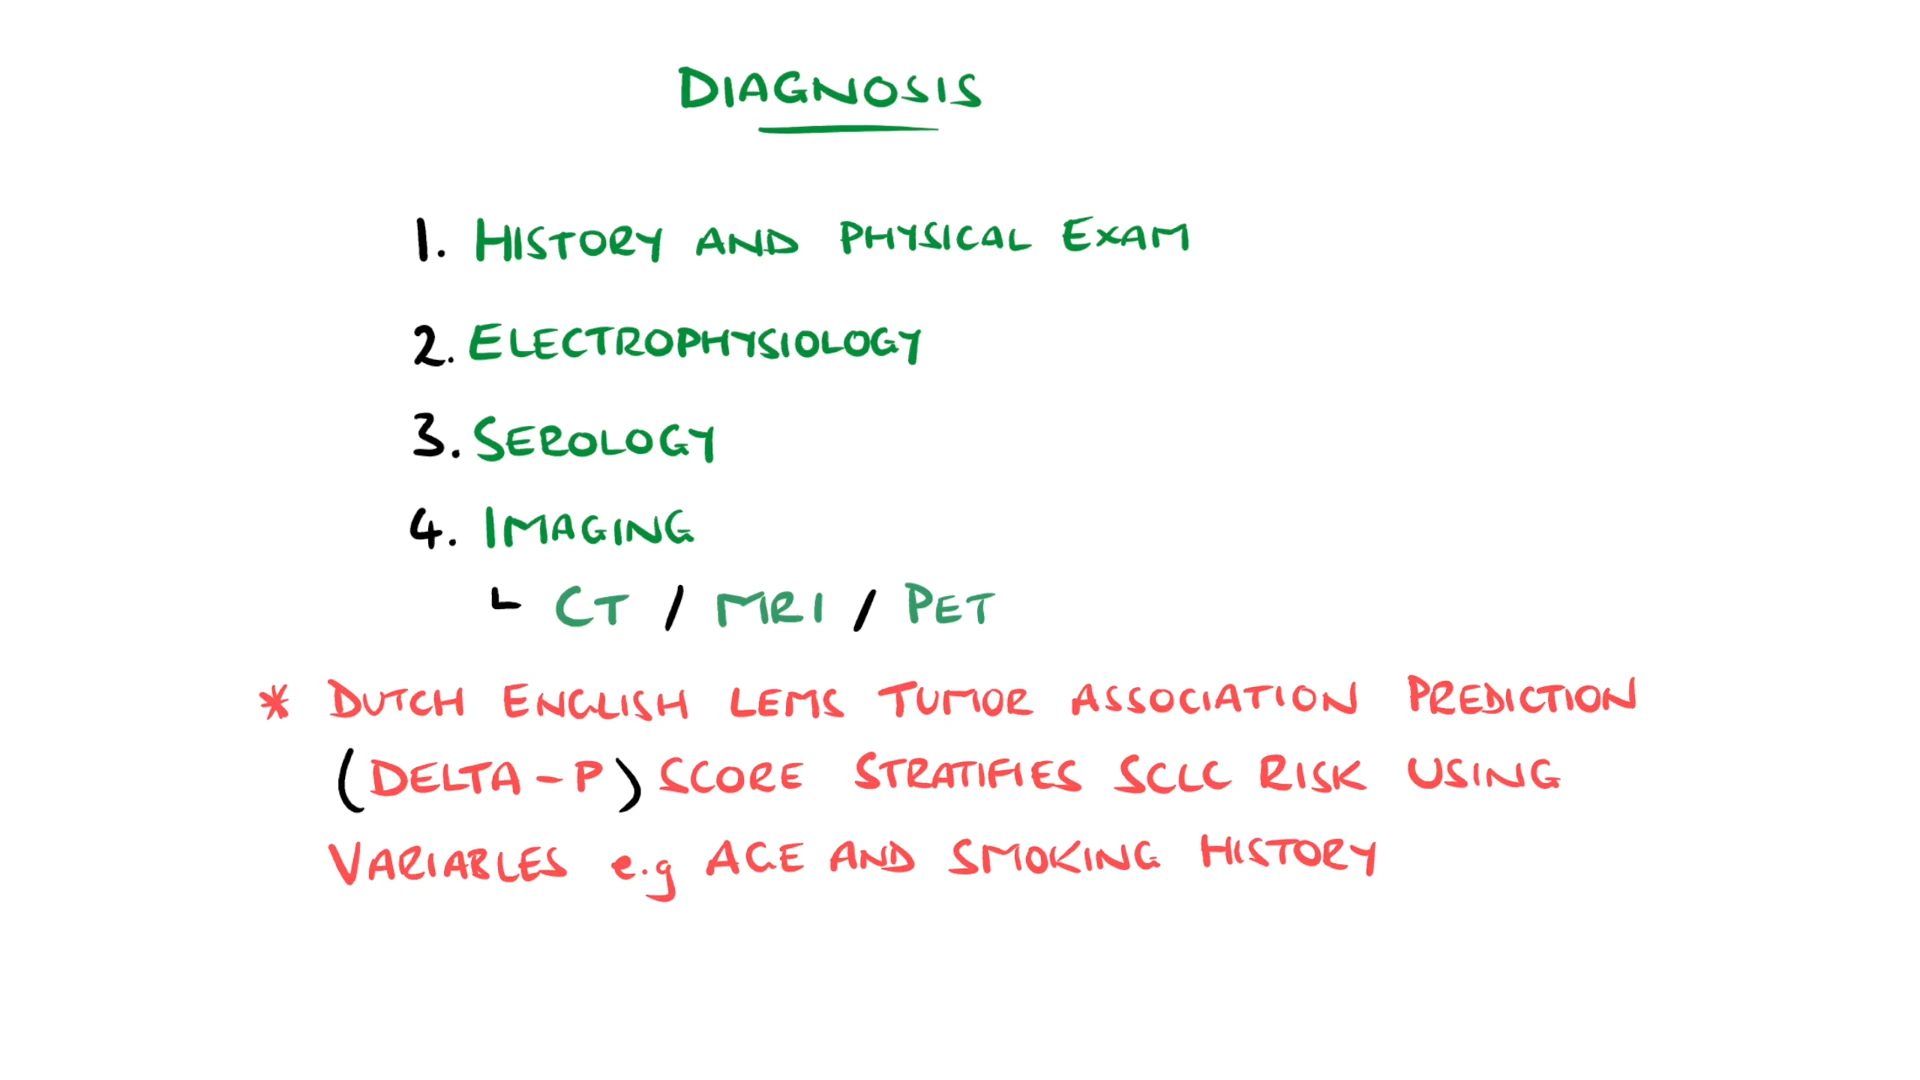 DIAGNOSIS
1. HISTORY AND PHYSICAL EXAM
2. ELECTROPHYSIOLOGY
3. SEROLOGY
4. IMAGING
CT / MRI / PET
* DUTCH ENGLISH LEMS TUMOR ASSOCIATION PREDICTION
(DELTA-P) SCORE STRATIFIES SCLC RISK USING
VARIABLES e.g AGE AND SMOKING HISTORY